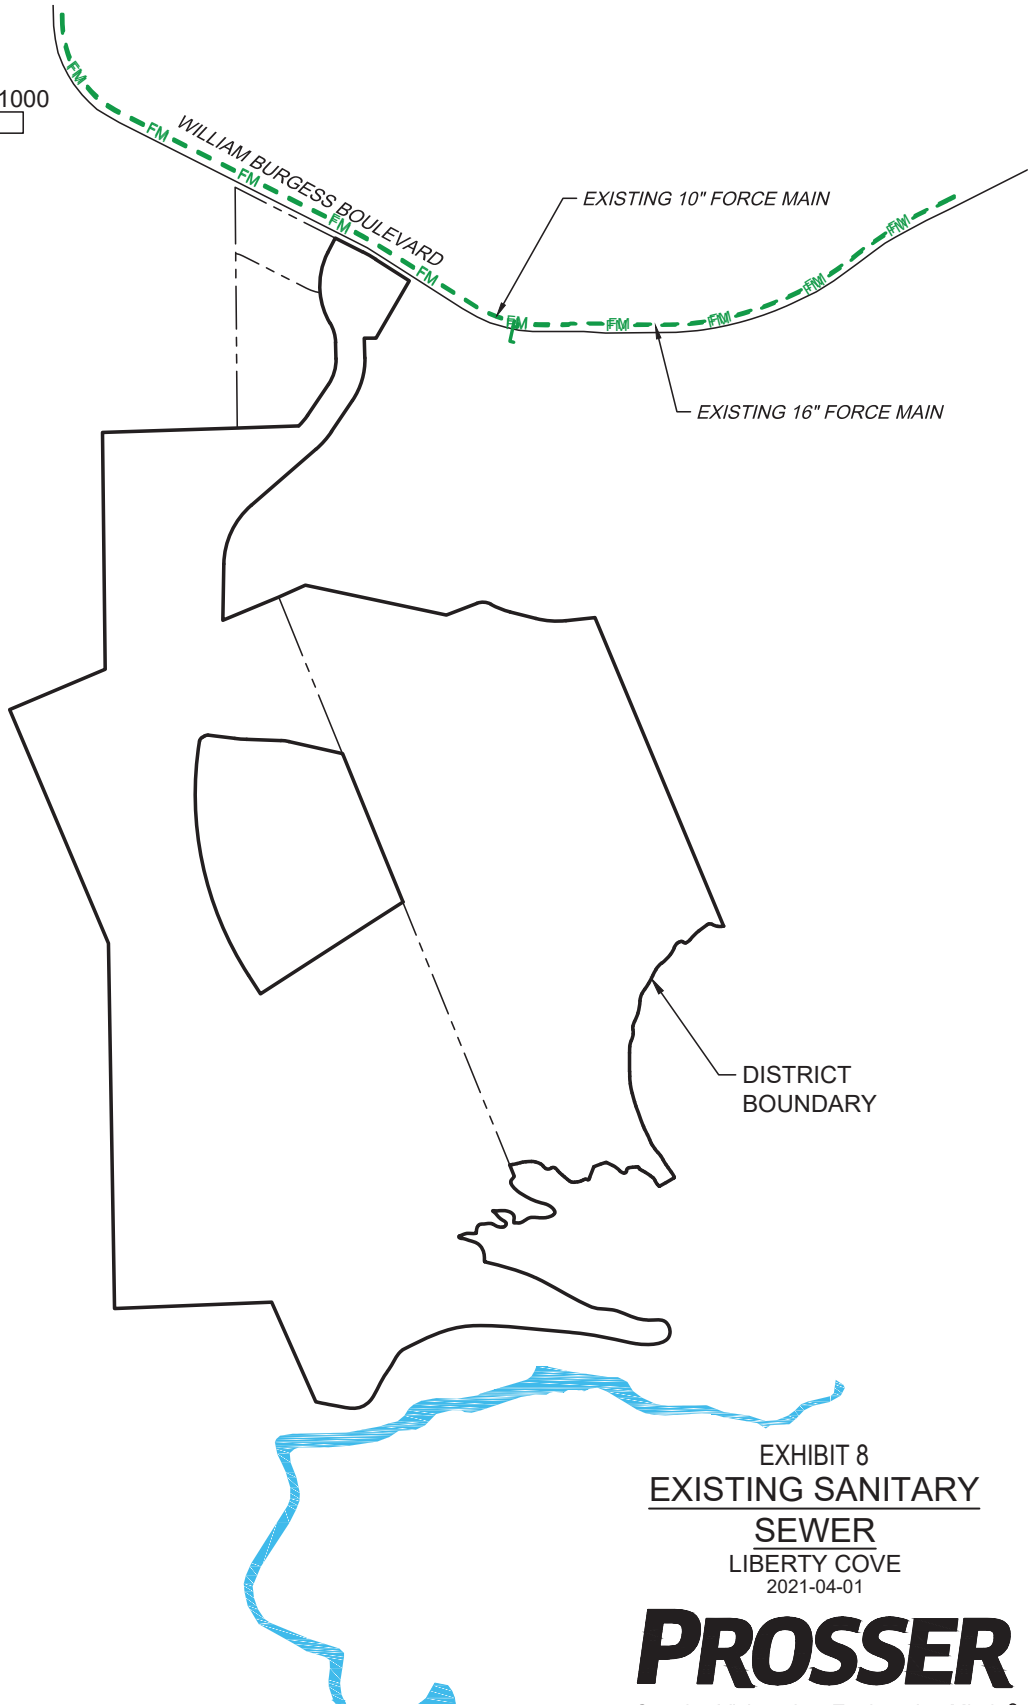 1000
FM
FM
WILLIAM BURGESS BOULEVARD
FM
FM
FM
EXISTING 10" FORCE MAIN
FM
FM
FM
FM
FM
EXISTING 16" FORCE MAIN
DISTRICT
BOUNDARY
EXHIBIT 8
EXISTING SANITARY
SEWER
LIBERTY COVE
2021-04-01
PROSSER